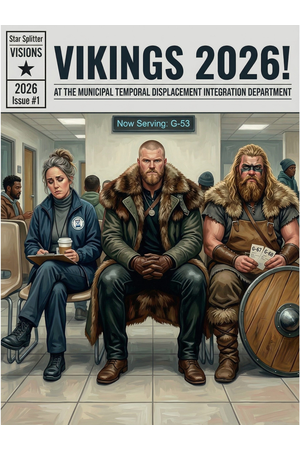 Star Splitter
VISIONS
★
2026
Issue #1
VIKINGS 2026!
AT THE MUNICIPAL TEMPORAL DISPLACEMENT INTEGRATION DEPARTMENT
Now Serving: G-53